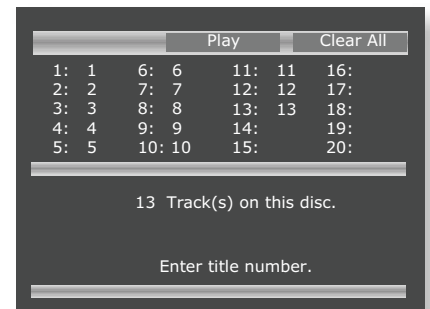 Play Clear All
1: 1 6: 6 11: 11 16:
2: 2 7: 7 12: 12 17:
3: 3 8: 8 13: 13 18:
4: 4 9: 9 14: 19:
5: 5 10: 10 15: 20:
13 Track(s) on this disc.
Enter title number.